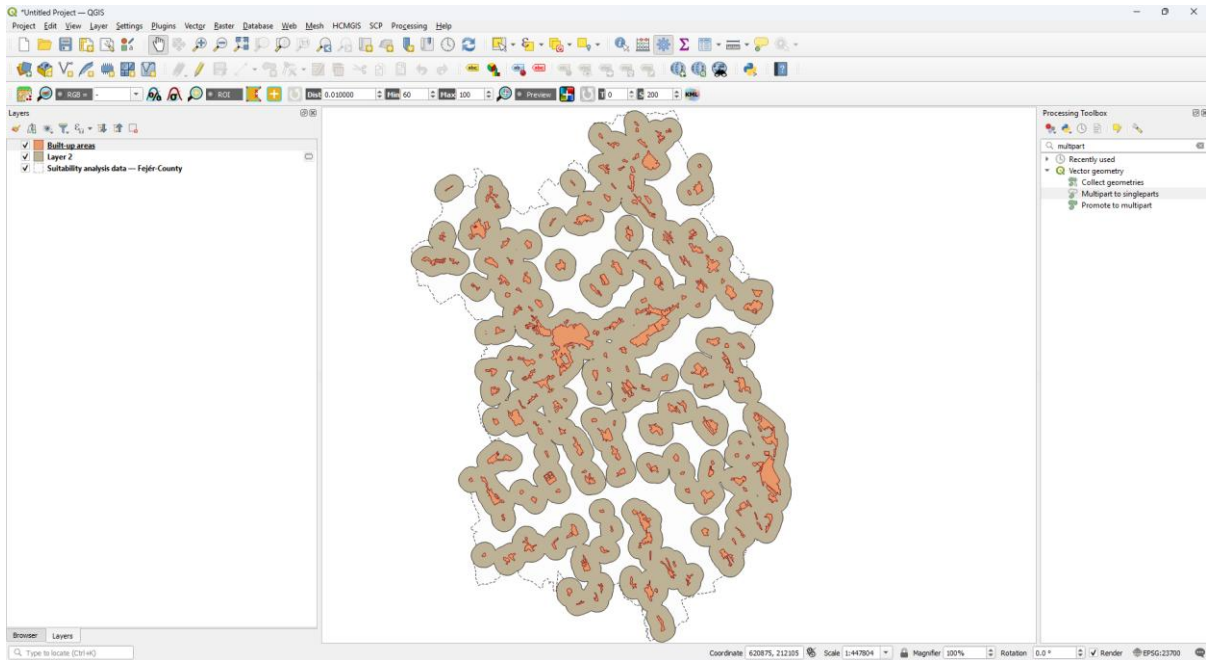 *Untitled Project — QGIS
Project Edit View Layer Settings Plugins Vector Raster Database Web Mesh HCMGIS SCP Processing Help
RGB = - ROI Dist 0.010000 Min 60 Max 100 Preview T 0 S 200 KML
Layers
Built-up areas
Layer 2
Suitability analysis data — Fejér-County
Processing Toolbox
multipart
Recently used
Vector geometry
Collect geometries
Multipart to singleparts
Promote to multipart
Browser Layers
Type to locate (Ctrl+K)
Coordinate 620875, 212105 Scale 1:447804 Magnifier 100% Rotation 0.0 ° Render EPSG:23700